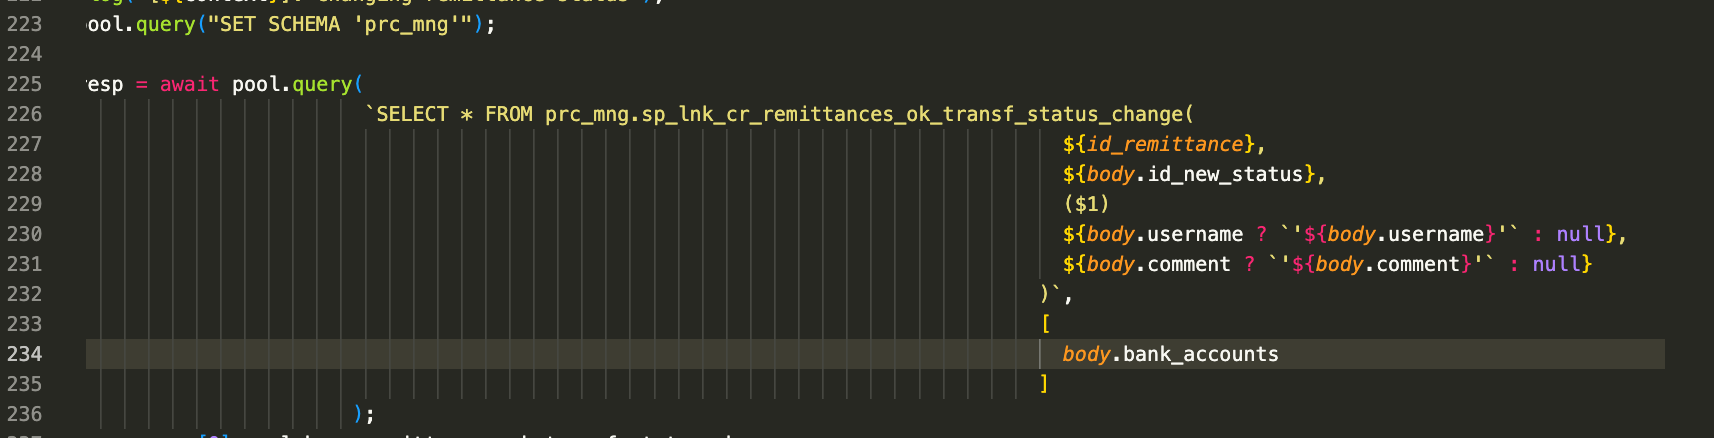 223 pool.query("SET SCHEMA 'prc_mng'");
224
225 resp = await pool.query(
226 `SELECT * FROM prc_mng.sp_lnk_cr_remittances_ok_transf_status_change(
227 ${id_remittance},
228 ${body.id_new_status},
229 ($1)
230 ${body.username ? `'${body.username}'` : null},
231 ${body.comment ? `'${body.comment}'` : null}
232 )`,
233 [
234 body.bank_accounts
235 ]
236 );